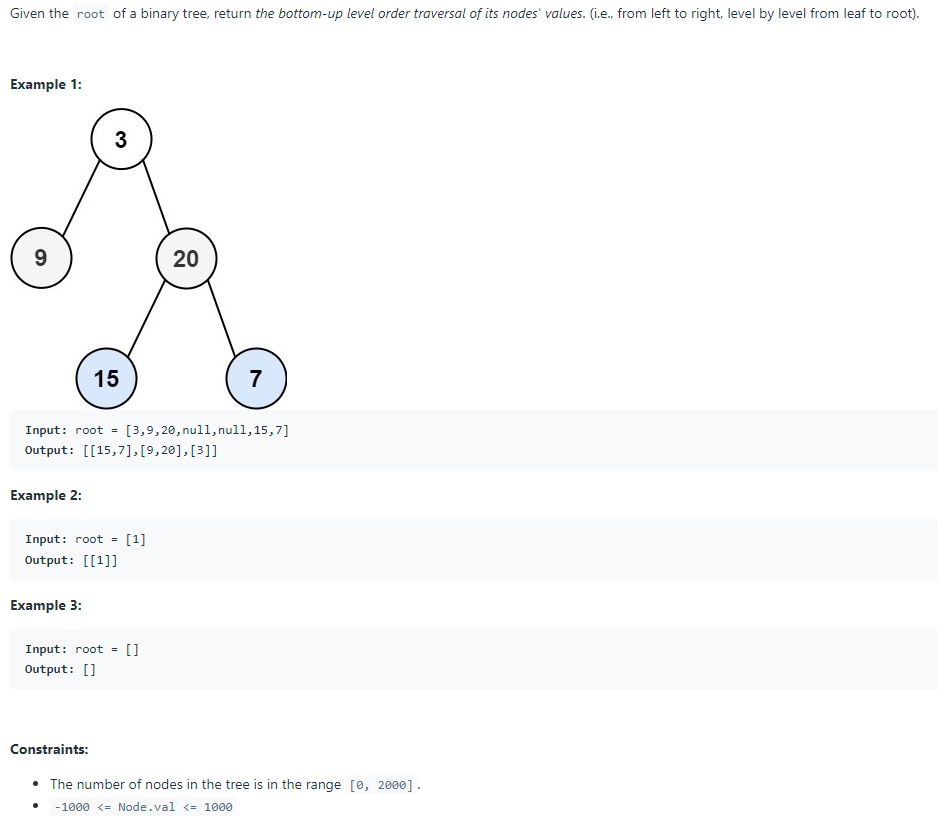 Given the root of a binary tree, return the bottom-up level order traversal of its nodes' values. (i.e., from left to right, level by level from leaf to root).
Example 1:
3
9
20
15
7
Input: root = [3,9,20,null,null,15,7]
Output: [[15,7],[9,20],[3]]
Example 2:
Input: root = [1]
Output: [[1]]
Example 3:
Input: root = []
Output: []
Constraints:
• The number of nodes in the tree is in the range [0, 2000].
• -1000 <= Node.val <= 1000